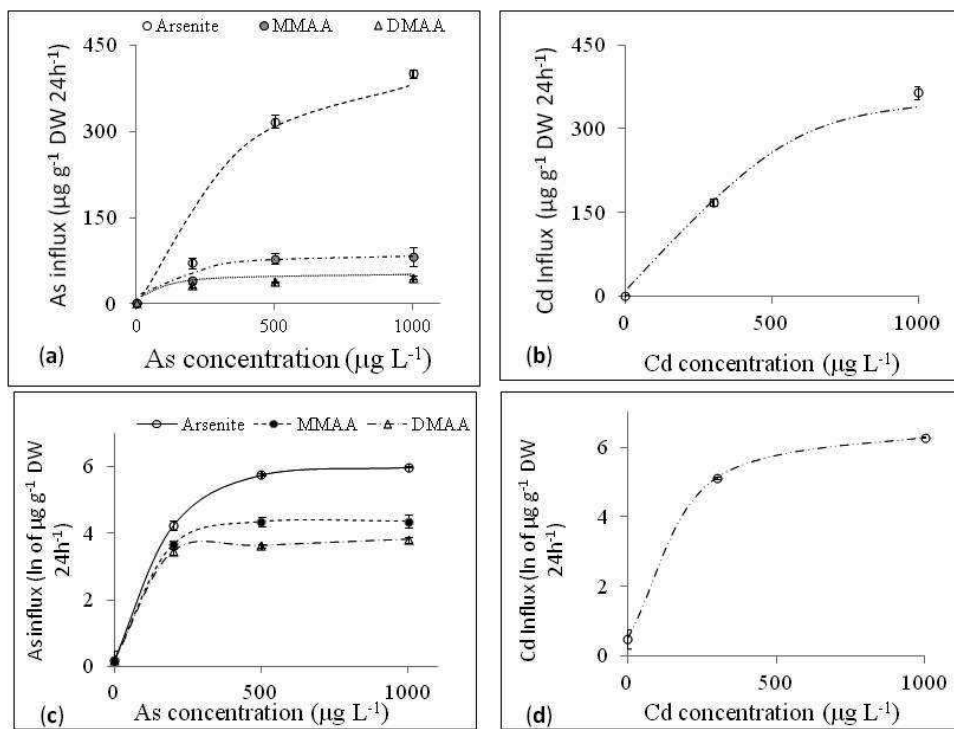 Arsenite MMAA DMAA
450
300
150
0
0 500 1000
As influx (µg g-1 DW 24h-1)
As concentration (µg L-1)
(a)
450
300
150
0
0 500 1000
Cd Influx (µg g-1 DW 24h-1)
Cd concentration (µg L-1)
(b)
Arsenite MMAA DMAA
6
4
2
0
0 500 1000
Asinflux (ln of µg g-1 DW
24h-1)
As concentration (µg L-1)
(c)
6
4
2
0
0 500 1000
Cd Influx (ln of µg g-1 DW
24h-1)
Cd concentration (µg L-1)
(d)